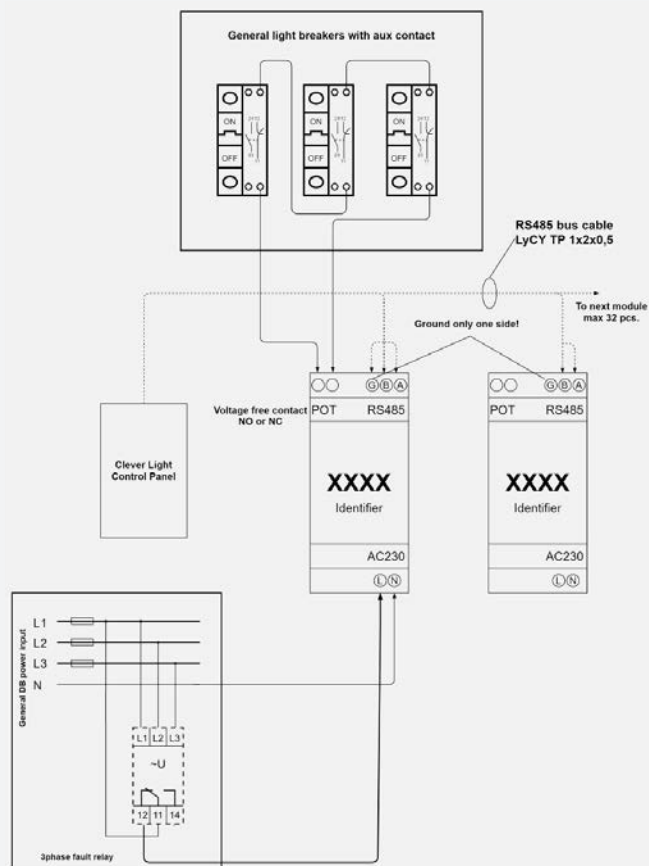 General light breakers with aux contact
ON
ON
ON
OFF
OFF
OFF
RS485 bus cable
LyCY TP 1x2x0,5
To next module
max 32 pcs.
Ground only one side!
G B A
G B A
Voltage free contact
NO or NC
POT RS485
POT RS485
Clever Light
Control Panel
XXXX
Identifier
XXXX
Identifier
AC230
AC230
L N
L N
General DB power input
L1
L2
L3
N
L1 L2 L3
~U
12 11 14
3phase fault relay